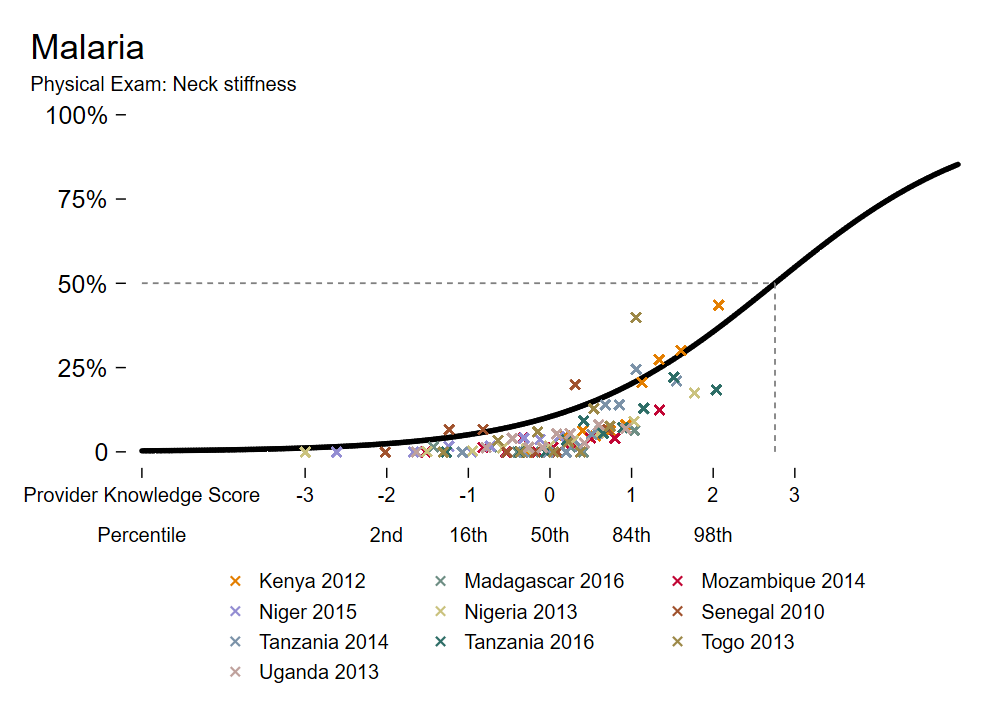 Malaria
Physical Exam: Neck stiffness
100%
75%
50%
25%
0
Provider Knowledge Score -3 -2 -1 0 1 2 3
Percentile 2nd 16th 50th 84th 98th
Kenya 2012 Madagascar 2016 Mozambique 2014
Niger 2015 Nigeria 2013 Senegal 2010
Tanzania 2014 Tanzania 2016 Togo 2013
Uganda 2013